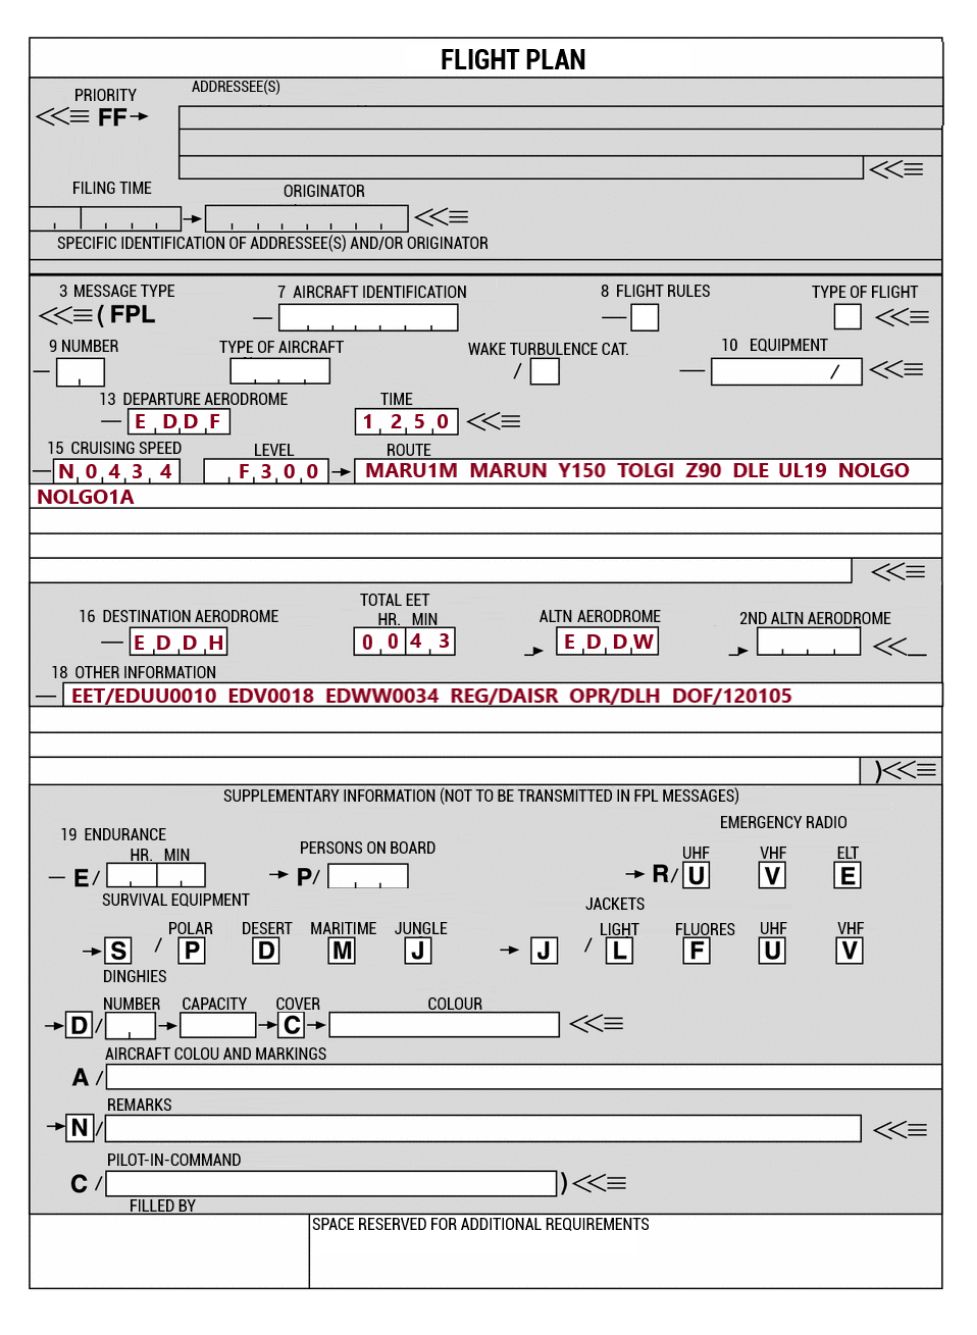 FLIGHT PLAN
PRIORITY ADDRESSEE(S)
<<≡ FF→
<<≡
FILING TIME ORIGINATOR
→ <<≡
SPECIFIC IDENTIFICATION OF ADDRESSEE(S) AND/OR ORIGINATOR
3 MESSAGE TYPE 7 AIRCRAFT IDENTIFICATION 8 FLIGHT RULES TYPE OF FLIGHT
<<≡ (FPL — — <<≡
9 NUMBER TYPE OF AIRCRAFT WAKE TURBULENCE CAT. 10 EQUIPMENT
— / — / <<≡
13 DEPARTURE AERODROME TIME
— EDDF 1250 <<≡
15 CRUISING SPEED LEVEL ROUTE
— N0434 F300 → MARU1M MARUN Y150 TOLGI Z90 DLE UL19 NOLGO
NOLGO1A
<<≡
16 DESTINATION AERODROME TOTAL EET HR. MIN ALTN AERODROME 2ND ALTN AERODROME
— EDDH 0043 → EDDW → <<_
18 OTHER INFORMATION
— EET/EDUU0010 EDV0018 EDWW0034 REG/DAISR OPR/DLH DOF/120105
)<<≡
SUPPLEMENTARY INFORMATION (NOT TO BE TRANSMITTED IN FPL MESSAGES)
EMERGENCY RADIO
19 ENDURANCE PERSONS ON BOARD
HR. MIN UHF VHF ELT
— E/ → P/ → R/ U V E
SURVIVAL EQUIPMENT JACKETS
POLAR DESERT MARITIME JUNGLE LIGHT FLUORES UHF VHF
→ S / P D M J → J / L F U V
DINGHIES
NUMBER CAPACITY COVER COLOUR
→ D / → → C → <<≡
AIRCRAFT COLOU AND MARKINGS
A /
REMARKS
→ N / <<≡
PILOT-IN-COMMAND
C / )<<≡
FILLED BY
SPACE RESERVED FOR ADDITIONAL REQUIREMENTS